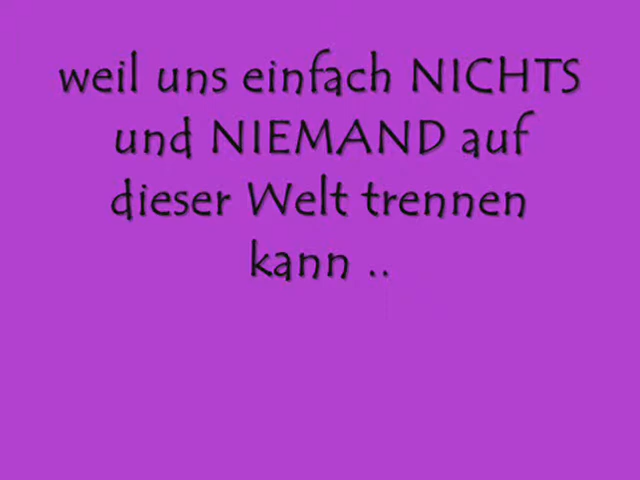 weil uns einfach NICHTS
und NIEMAND auf
dieser Welt trennen
kann ..